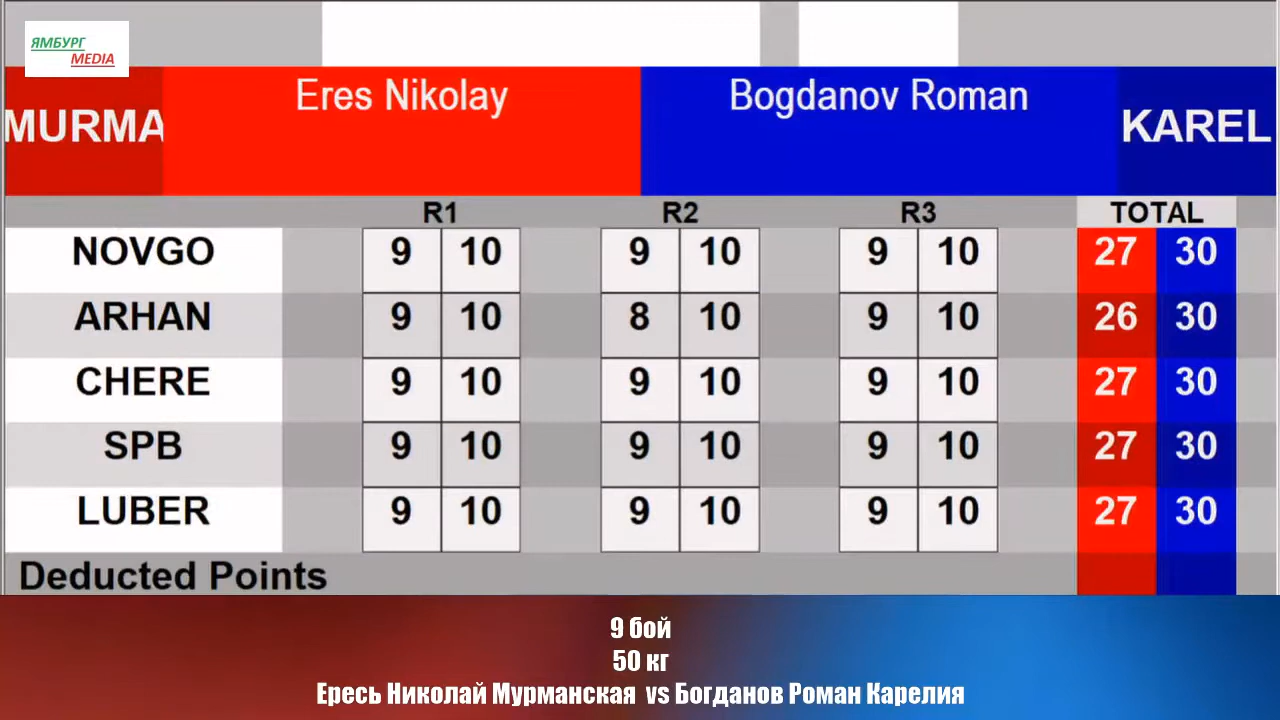 ЯМБУРГ
MEDIA
MURMA
Eres Nikolay
Bogdanov Roman
KAREL
R1 R2 R3 TOTAL
NOVGO 9 10 9 10 9 10 27 30
ARHAN 9 10 8 10 9 10 26 30
CHERE 9 10 9 10 9 10 27 30
SPB 9 10 9 10 9 10 27 30
LUBER 9 10 9 10 9 10 27 30
Deducted Points
9 бой
50 кг
Ересь Николай Мурманская vs Богданов Роман Карелия